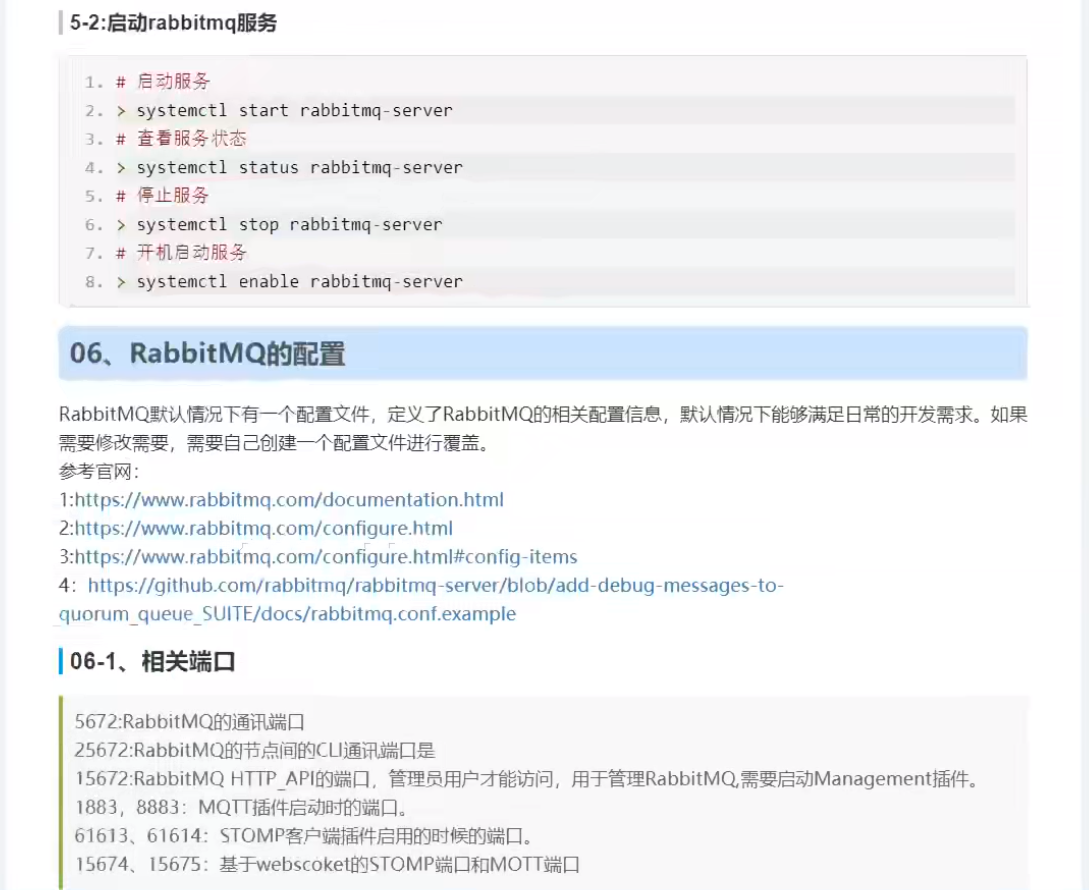 5-2:启动rabbitmq服务
1. # 启动服务
2. > systemctl start rabbitmq-server
3. # 查看服务状态
4. > systemctl status rabbitmq-server
5. # 停止服务
6. > systemctl stop rabbitmq-server
7. # 开机启动服务
8. > systemctl enable rabbitmq-server
06、RabbitMQ的配置
RabbitMQ默认情况下有一个配置文件，定义了RabbitMQ的相关配置信息，默认情况下能够满足日常的开发需求。如果
需要修改需要，需要自己创建一个配置文件进行覆盖。
参考官网：
1:https://www.rabbitmq.com/documentation.html
2:https://www.rabbitmq.com/configure.html
3:https://www.rabbitmq.com/configure.html#config-items
4：https://github.com/rabbitmq/rabbitmq-server/blob/add-debug-messages-to-
quorum_queue_SUITE/docs/rabbitmq.conf.example
06-1、相关端口
5672:RabbitMQ的通讯端口
25672:RabbitMQ的节点间的CLI通讯端口是
15672:RabbitMQ HTTP_API的端口，管理员用户才能访问，用于管理RabbitMQ,需要启动Management插件。
1883，8883：MQTT插件启动时的端口。
61613、61614：STOMP客户端插件启用的时候的端口。
15674、15675：基于webscoket的STOMP端口和MOTT端口